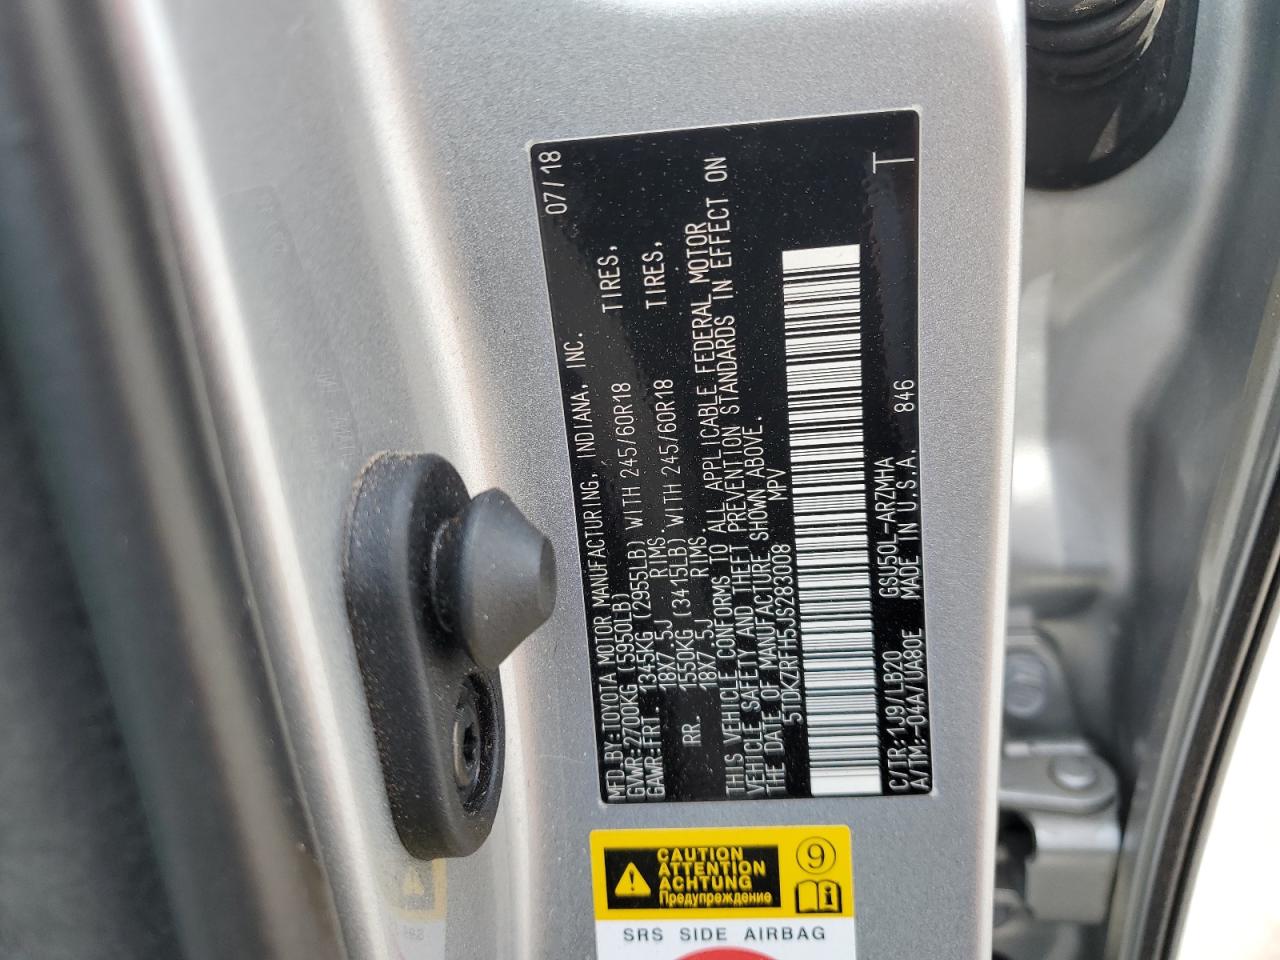 MFD.BY:TOYOTA MOTOR MANUFACTURING, INDIANA, INC. 07/18
GVWR:2700KG (5950LB)
GAWR:FRT. 1345KG (2955LB) WITH 245/60R18 TIRES,
18X7.5J RIMS
RR. 1550KG (3415LB) WITH 245/60R18 TIRES,
18X7.5J RIMS
THIS VEHICLE CONFORMS TO ALL APPLICABLE FEDERAL MOTOR
VEHICLE SAFETY AND THEFT PREVENTION STANDARDS IN EFFECT ON
THE DATE OF MANUFACTURE SHOWN ABOVE.
5TDKZRFH5JS283008 MPV
C/TR:1J9/LB20 GSU50L-ARZMHA 846
A/TM:-04A/UA80E MADE IN U.S.A.
T
CAUTION
ATTENTION
ACHTUNG
Предупреждение
9
SRS SIDE AIRBAG